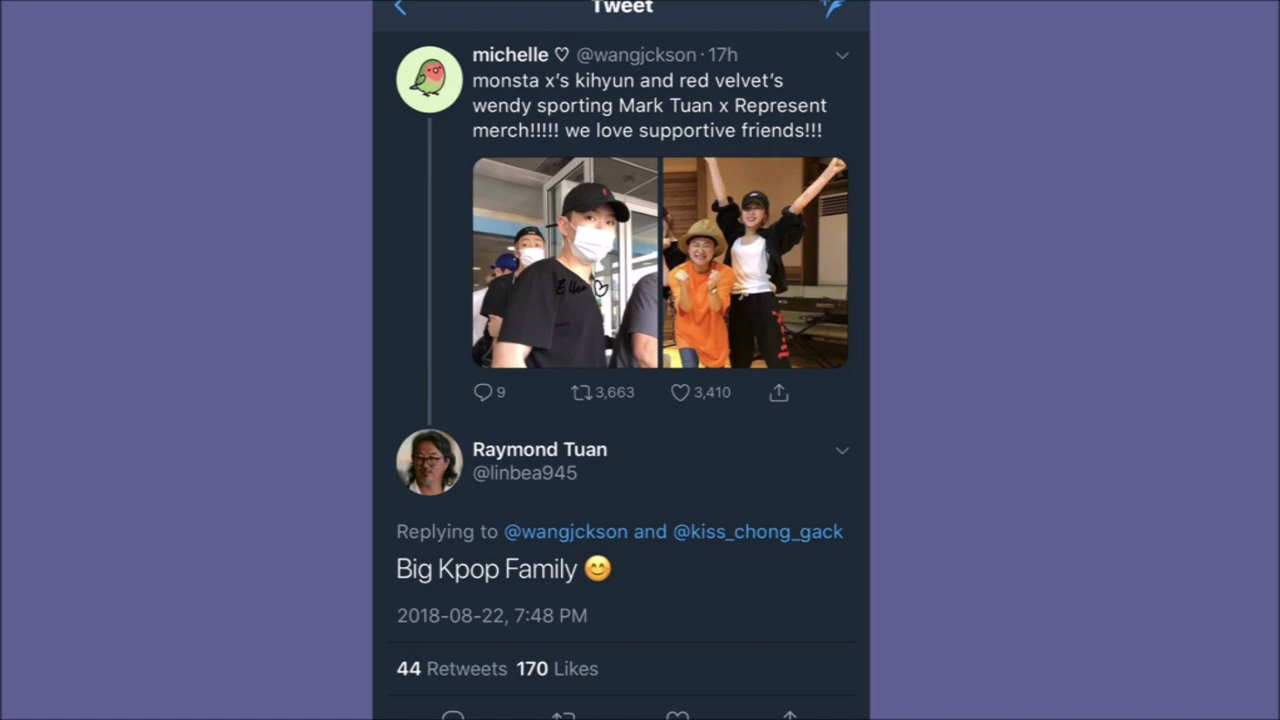 Tweet
michelle ♡ @wangjckson · 17h
monsta x’s kihyun and red velvet’s
wendy sporting Mark Tuan x Represent
merch!!!!! we love supportive friends!!!
9 3,663 3,410
Raymond Tuan
@linbea945
Replying to @wangjckson and @kiss_chong_gack
Big Kpop Family 😊
2018-08-22, 7:48 PM
44 Retweets 170 Likes